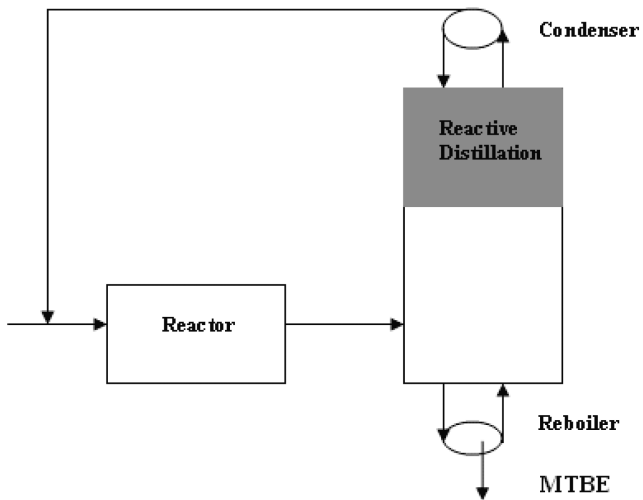 Condenser
Reactive
Distillation
Reactor
Reboiler
MTBE